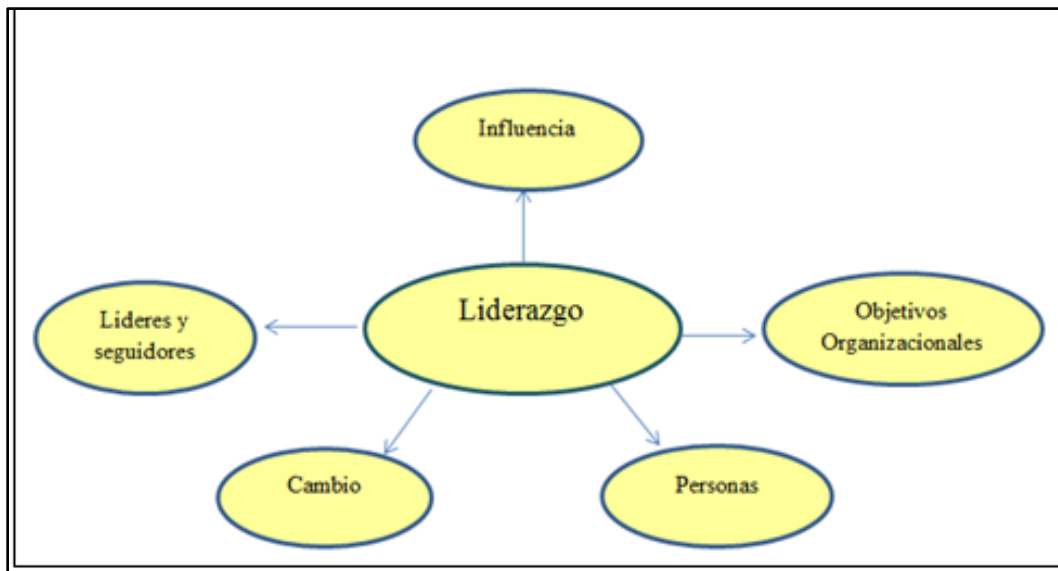 Influencia
Liderazgo
Lideres y
seguidores
Objetivos
Organizacionales
Cambio
Personas